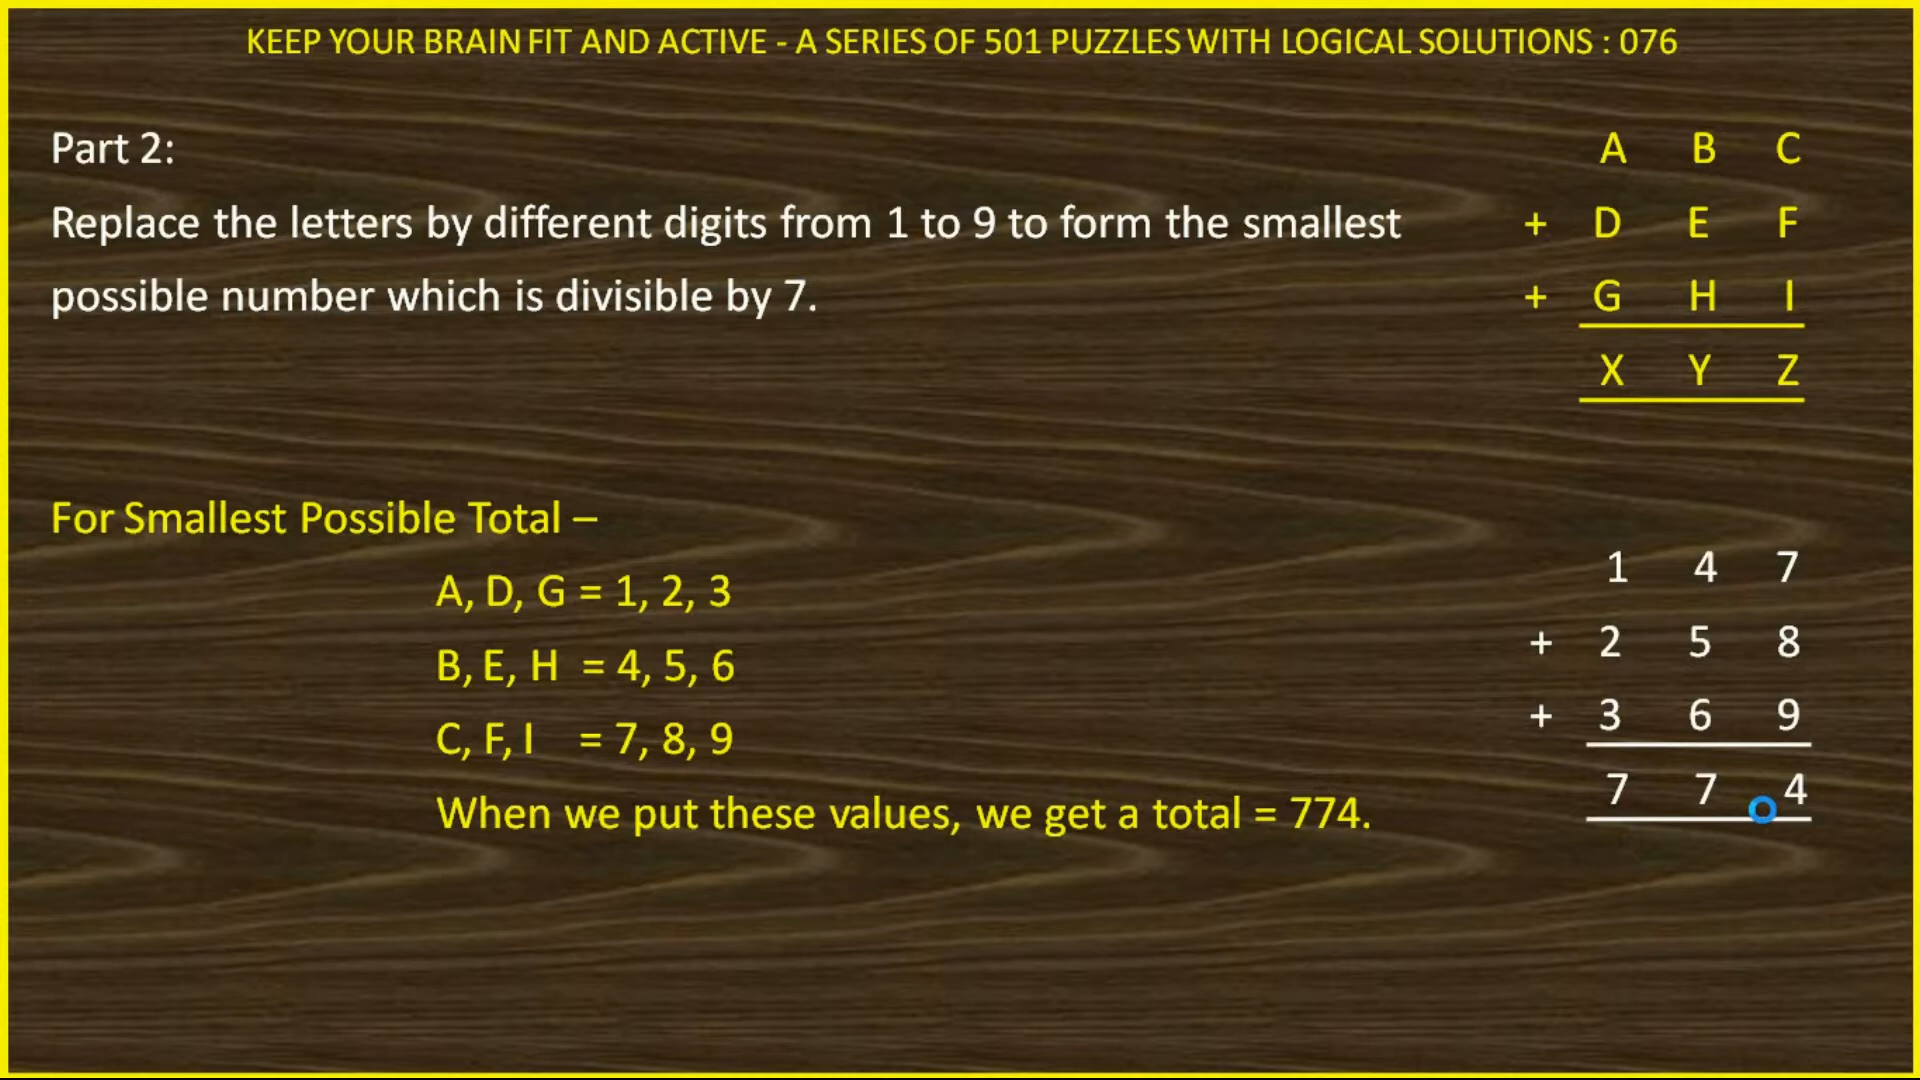 KEEP YOUR BRAIN FIT AND ACTIVE - A SERIES OF 501 PUZZLES WITH LOGICAL SOLUTIONS : 076
Part 2:
Replace the letters by different digits from 1 to 9 to form the smallest
possible number which is divisible by 7.
A B C
+ D E F
+ G H I
X Y Z
For Smallest Possible Total –
A, D, G = 1, 2, 3
B, E, H = 4, 5, 6
C, F, I = 7, 8, 9
When we put these values, we get a total = 774.
1 4 7
+ 2 5 8
+ 3 6 9
7 7 4